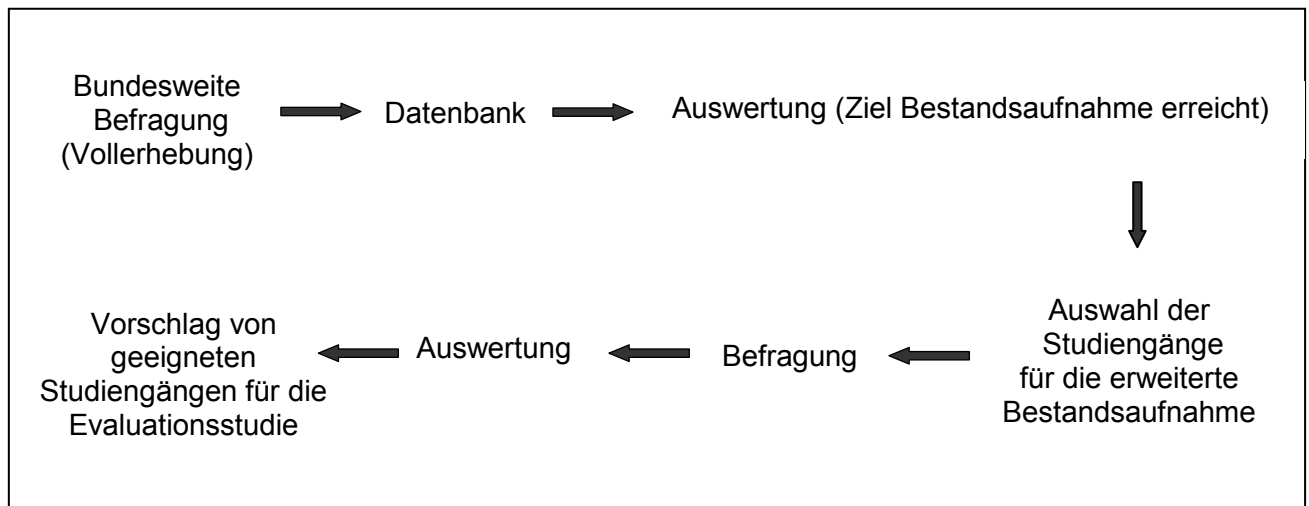 Bundesweite
Befragung
(Vollerhebung)
Datenbank
Auswertung (Ziel Bestandsaufnahme erreicht)
Auswahl der
Studiengänge
für die erweiterte
Bestandsaufnahme
Befragung
Auswertung
Vorschlag von
geeigneten
Studiengängen für die
Evaluationsstudie